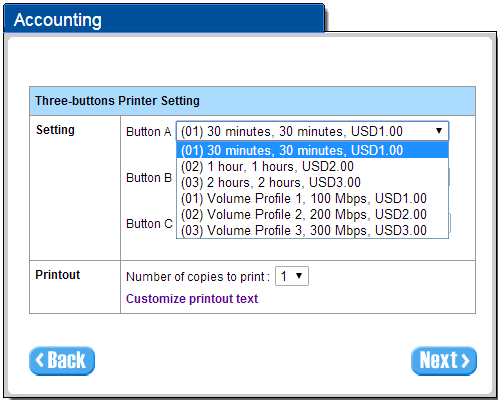 Accounting
Three-buttons Printer Setting
Setting
Button A (01) 30 minutes, 30 minutes, USD1.00
(01) 30 minutes, 30 minutes, USD1.00
(02) 1 hour, 1 hours, USD2.00
(03) 2 hours, 2 hours, USD3.00
(01) Volume Profile 1, 100 Mbps, USD1.00
(02) Volume Profile 2, 200 Mbps, USD2.00
(03) Volume Profile 3, 300 Mbps, USD3.00
Button B
Button C
Printout
Number of copies to print : 1
Customize printout text
Back
Next